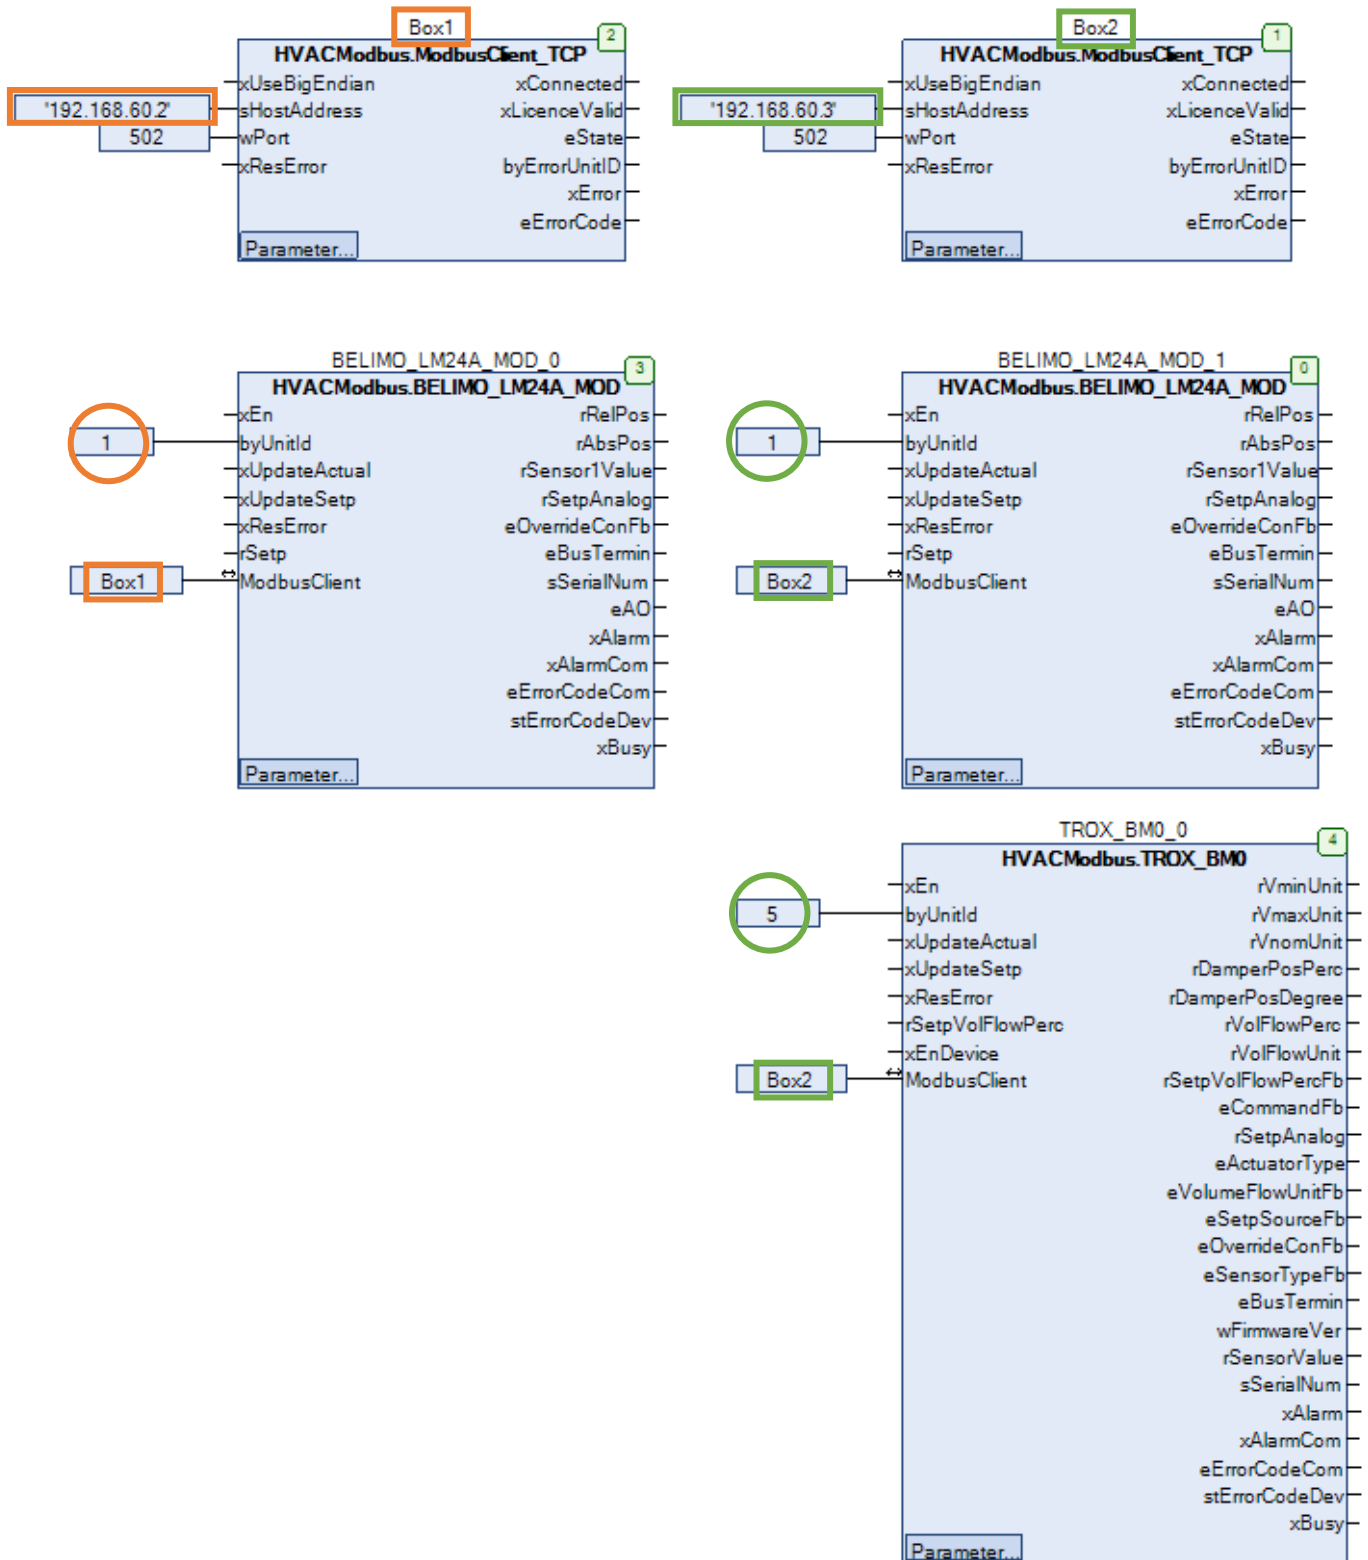 Box1
2
HVACModbus.ModbusClient_TCP
xUseBigEndian xConnected
'192.168.60.2' sHostAddress xLicenceValid
502 wPort eState
xResError byErrorUnitID
xError
eErrorCode
Parameter...
Box2
1
HVACModbus.ModbusClient_TCP
xUseBigEndian xConnected
'192.168.60.3' sHostAddress xLicenceValid
502 wPort eState
xResError byErrorUnitID
xError
eErrorCode
Parameter...
BELIMO_LM24A_MOD_0
3
HVACModbus.BELIMO_LM24A_MOD
xEn rRelPos
1 byUnitId rAbsPos
xUpdateActual rSensor1Value
xUpdateSetp rSetpAnalog
xResError eOverrideConFb
rSetp eBusTermin
Box1 ModbusClient sSerialNum
eAO
xAlarm
xAlarmCom
eErrorCodeCom
stErrorCodeDev
xBusy
Parameter...
BELIMO_LM24A_MOD_1
0
HVACModbus.BELIMO_LM24A_MOD
xEn rRelPos
1 byUnitId rAbsPos
xUpdateActual rSensor1Value
xUpdateSetp rSetpAnalog
xResError eOverrideConFb
rSetp eBusTermin
Box2 ModbusClient sSerialNum
eAO
xAlarm
xAlarmCom
eErrorCodeCom
stErrorCodeDev
xBusy
Parameter...
TROX_BM0_0
4
HVACModbus.TROX_BM0
xEn rVminUnit
5 byUnitId rVmaxUnit
xUpdateActual rVnomUnit
xUpdateSetp rDamperPosPerc
xResError rDamperPosDegree
rSetpVolFlowPerc rVolFlowPerc
xEnDevice rVolFlowUnit
Box2 ModbusClient rSetpVolFlowPercFb
eCommandFb
rSetpAnalog
eActuatorType
eVolumeFlowUnitFb
eSetpSourceFb
eOverrideConFb
eSensorTypeFb
eBusTermin
wFirmwareVer
rSensorValue
sSerialNum
xAlarm
xAlarmCom
eErrorCodeCom
stErrorCodeDev
xBusy
Parameter...